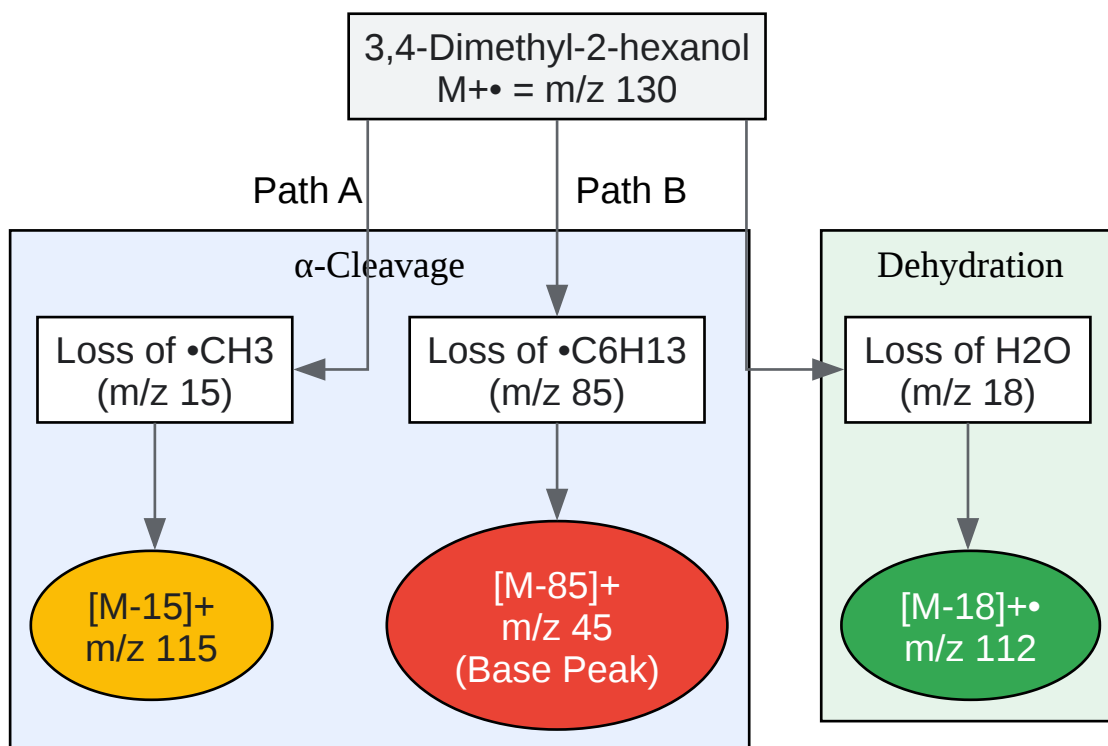 3,4-Dimethyl-2-hexanol
M+• = m/z 130
Path A
Path B
α-Cleavage
Dehydration
Loss of •CH3
(m/z 15)
Loss of •C6H13
(m/z 85)
Loss of H2O
(m/z 18)
[M-15]+
m/z 115
[M-85]+
m/z 45
(Base Peak)
[M-18]+•
m/z 112